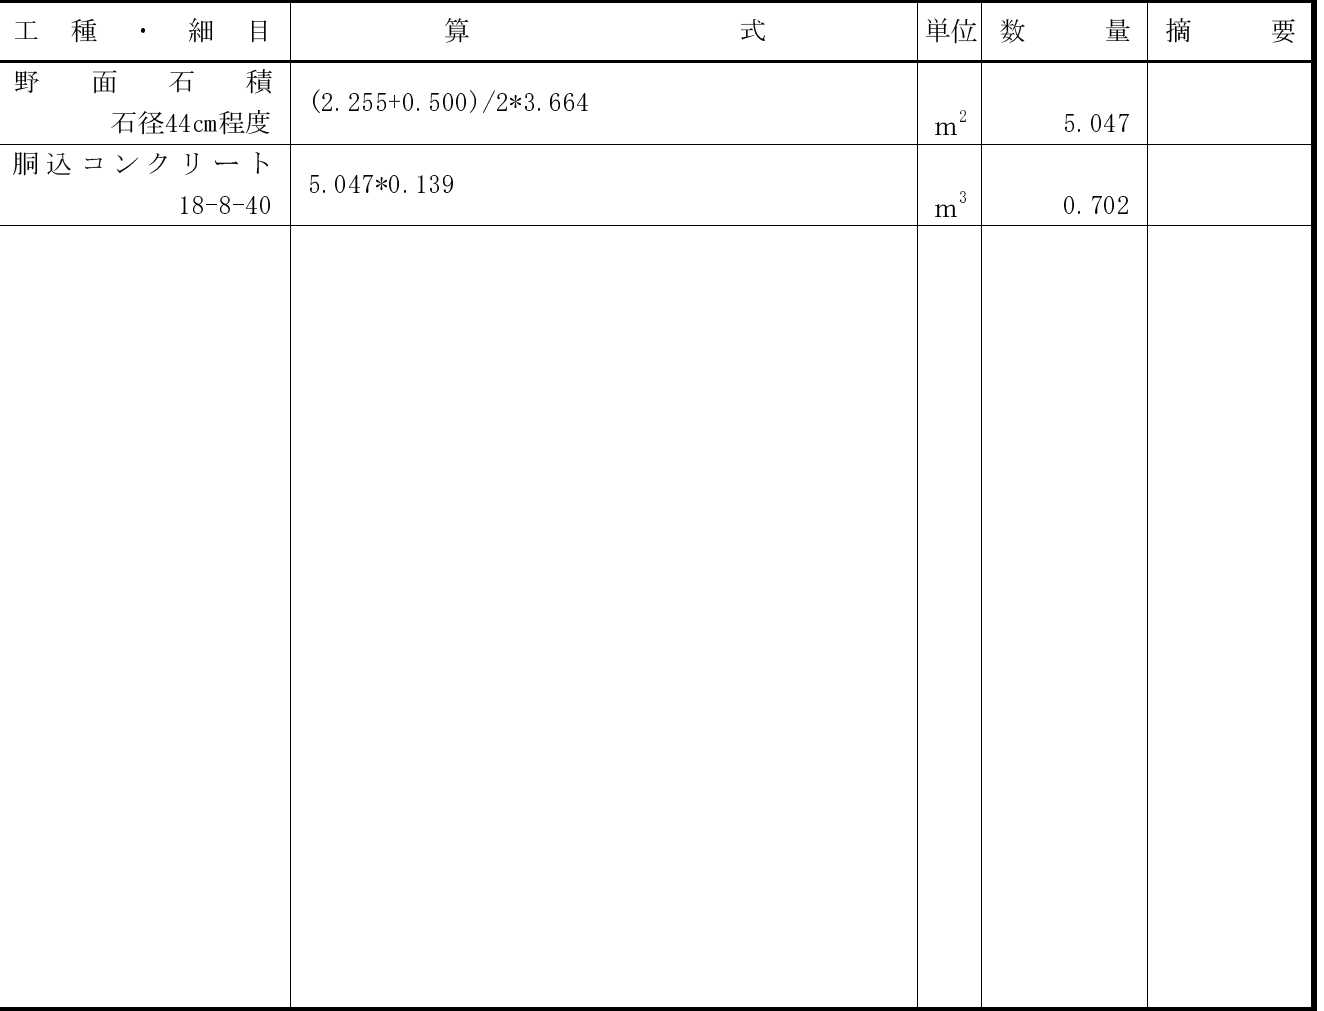 工種・細目 算式 単位 数量 摘要
野面石積
(2.255+0.500)/2*3.664
石径44cm程度 m² 5.047
胴込コンクリート
5.047*0.139
18-8-40 m³ 0.702